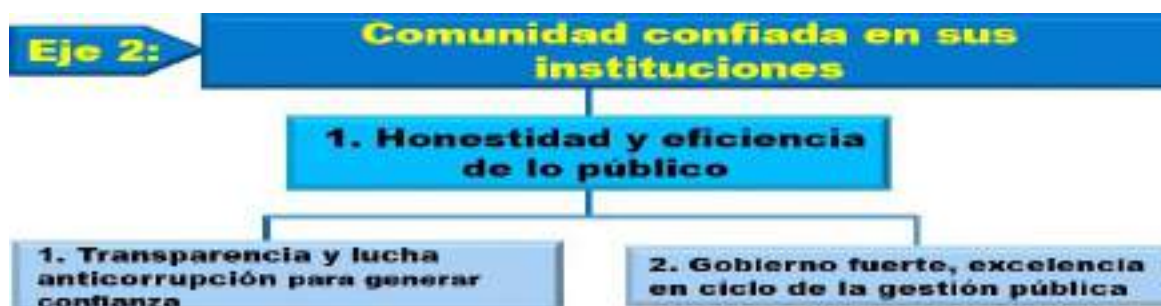 Eje 2:
Comunidad confiada en sus
instituciones
1. Honestidad y eficiencia
de lo público
1. Transparencia y lucha
anticorrupción para generar
confianza
2. Gobierno fuerte, excelencia
en ciclo de la gestión pública